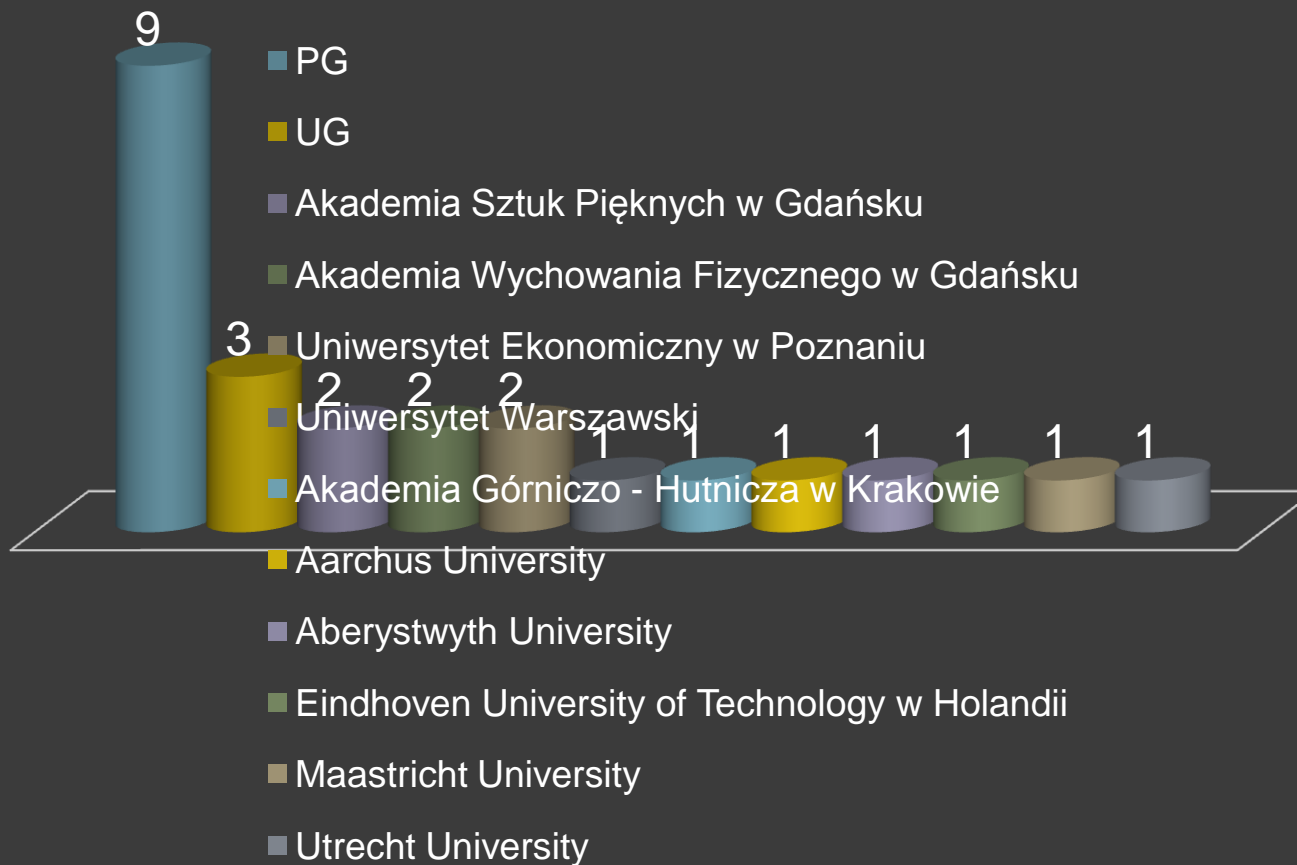 9
PG
UG
Akademia Sztuk Pięknych w Gdańsku
Akademia Wychowania Fizycznego w Gdańsku
3
Uniwersytet Ekonomiczny w Poznaniu
2 2 2
Uniwersytet Warszawski
1 1 1 1 1 1 1
Akademia Górniczo - Hutnicza w Krakowie
Aarchus University
Aberystwyth University
Eindhoven University of Technology w Holandii
Maastricht University
Utrecht University